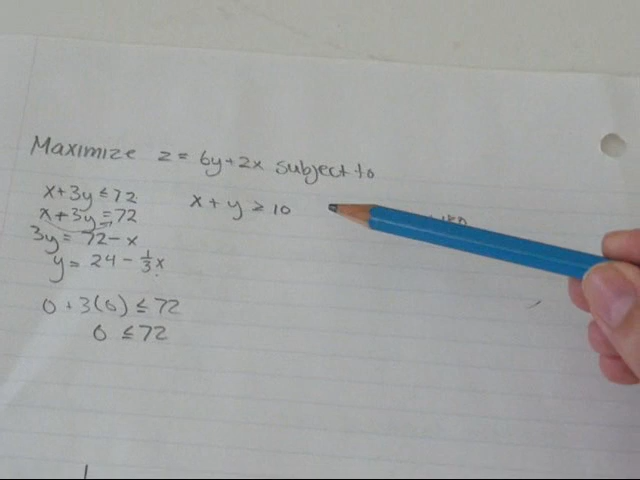 Maximize z = 6y + 2x subject to
x + 3y ≤ 72 x + y ≥ 10
x + 3y = 72
3y = 72 - x
y = 24 - 1/3 x
0 + 3(0) ≤ 72
0 ≤ 72